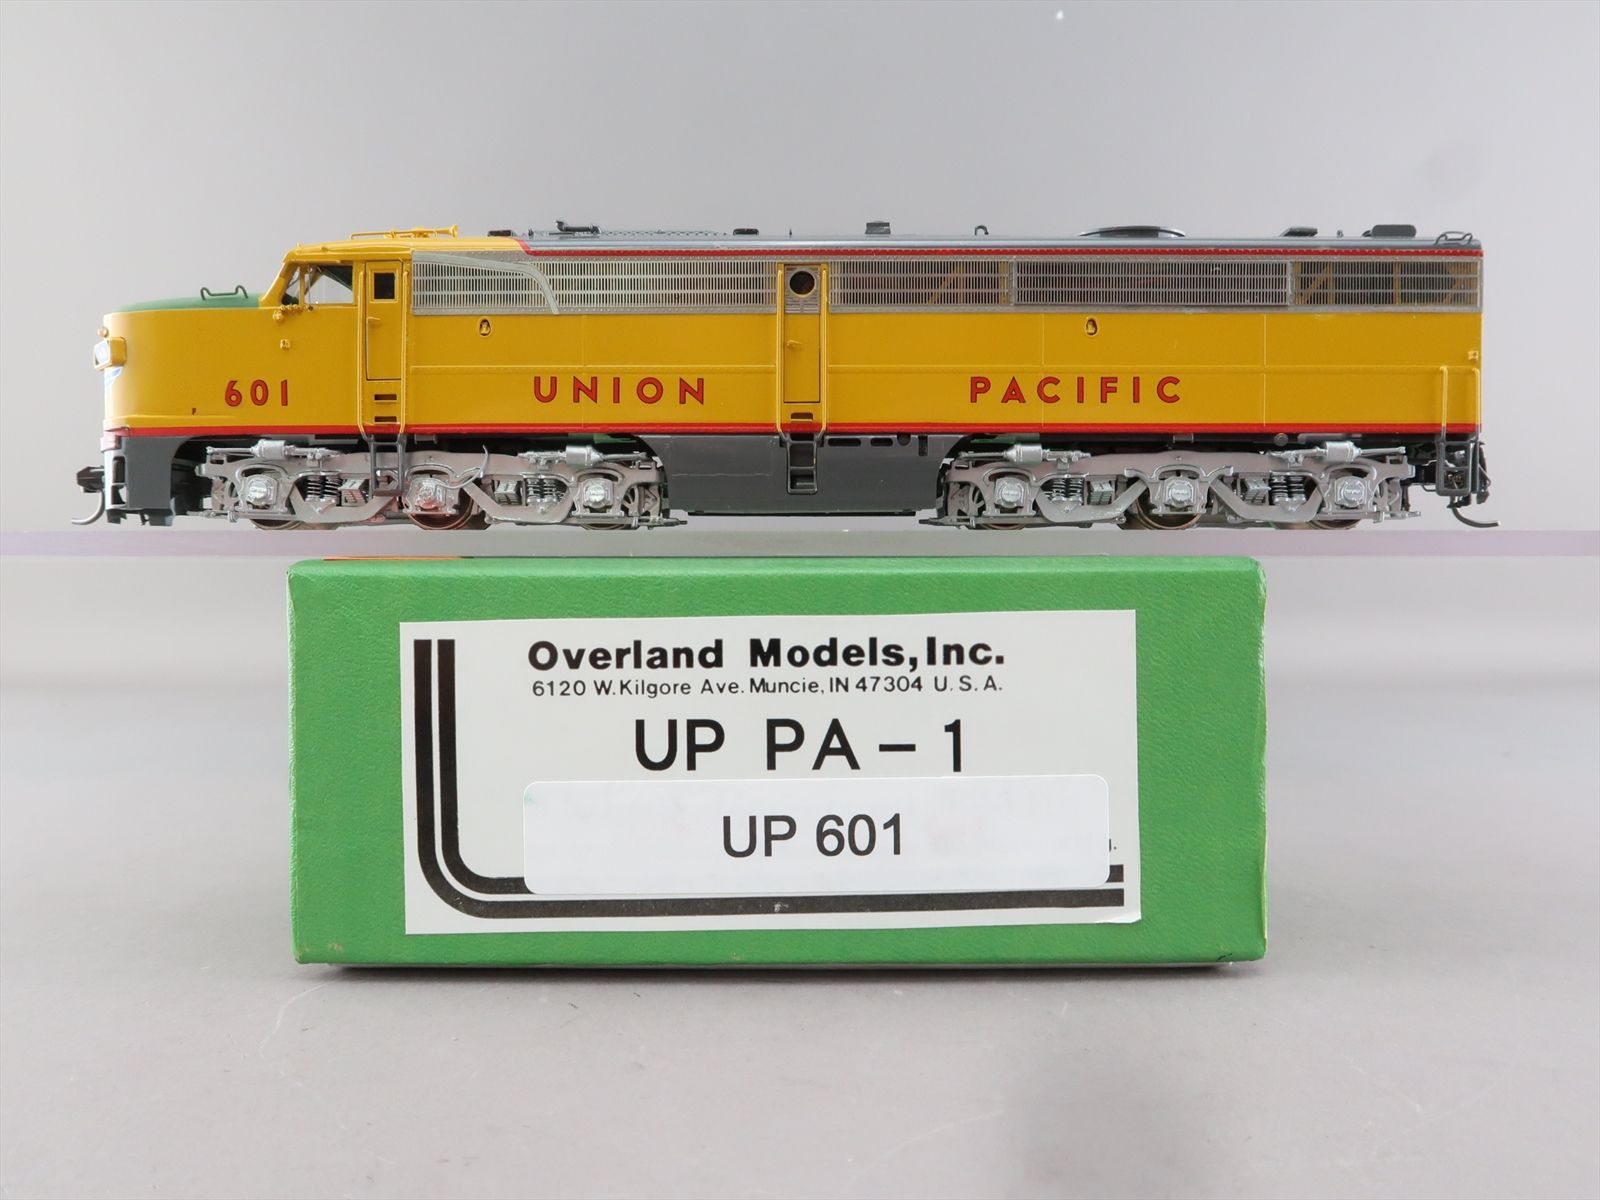 601
UNION PACIFIC
F
Overland Models, Inc.
6120 W. Kilgore Ave. Muncie, IN 47304 U. S. A.
UP PA-1
UP 601